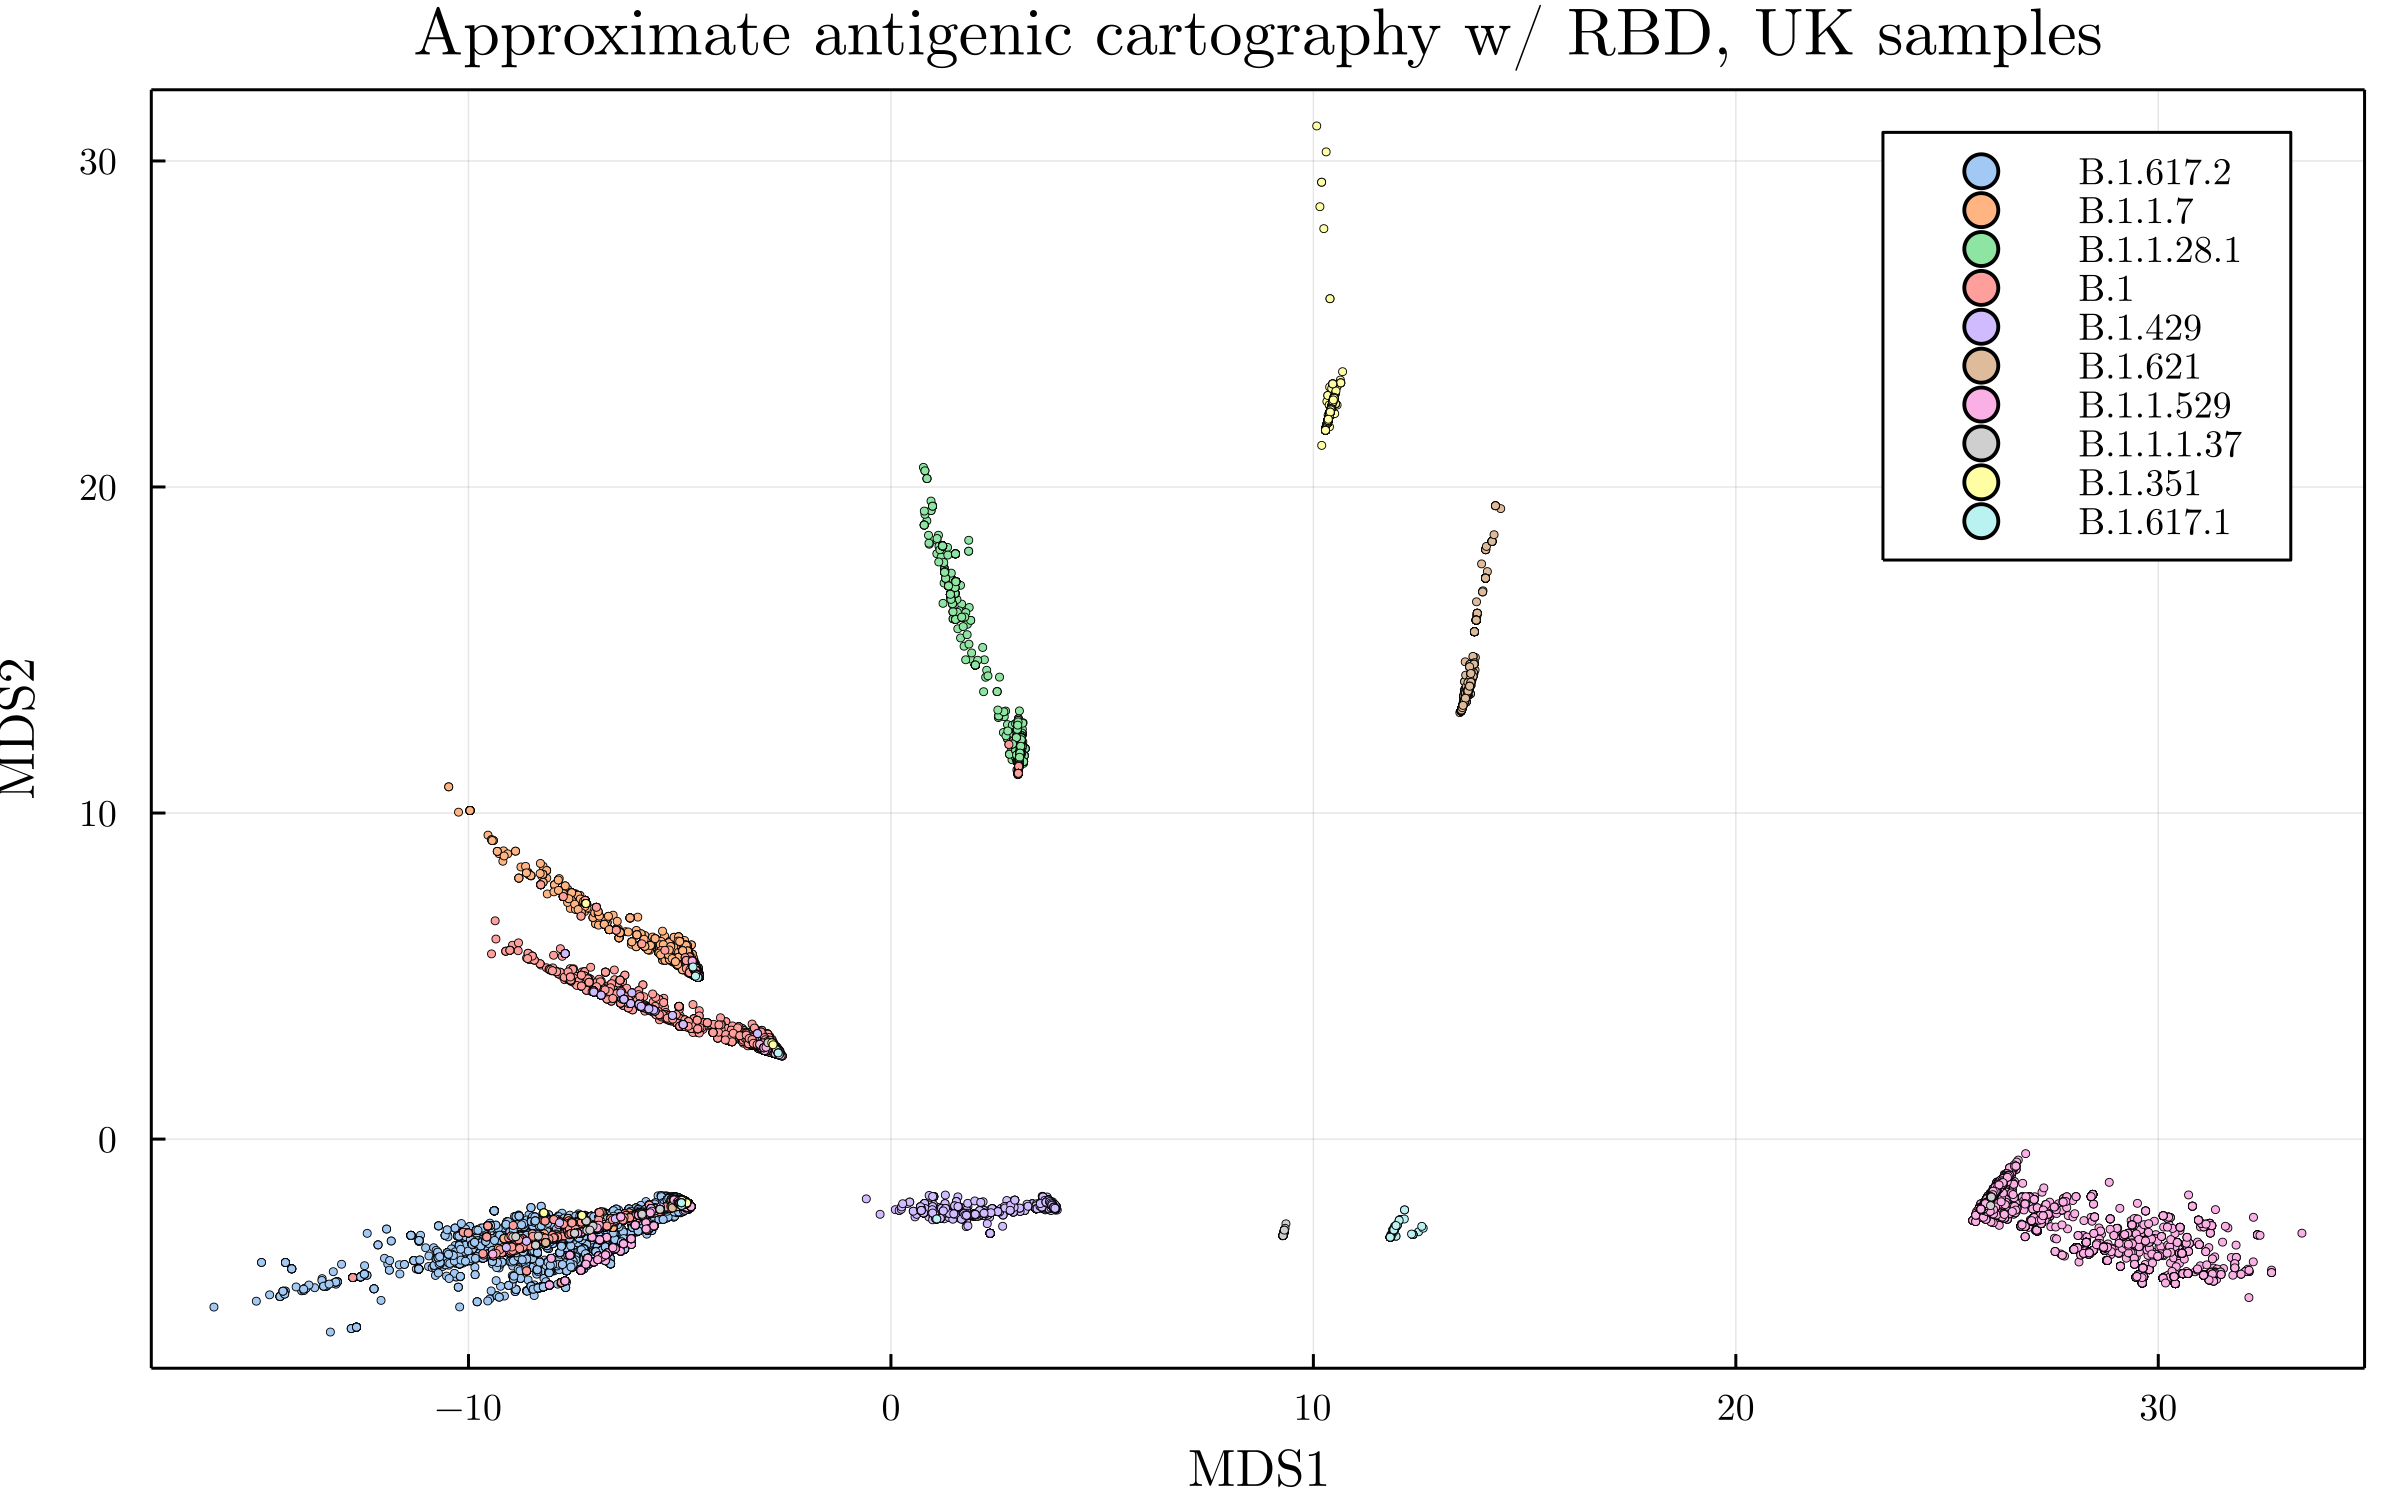 Approximate antigenic cartography w/ RBD, UK samples
30
20
10
0
MDS2
B.1.617.2
B.1.1.7
B.1.1.28.1
B.1
B.1.429
B.1.621
B.1.1.529
B.1.1.1.37
B.1.351
B.1.617.1
−10
0
10
20
30
MDS1